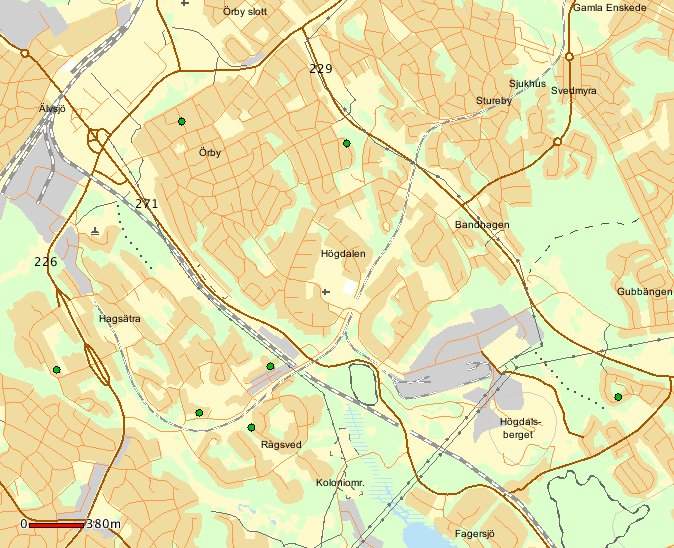 Gamla Enskede
Örby slott
229
Sjukhus
Svedmyra
Stureby
Älvsjö
Örby
271
Bandhagen
Högdalen
226
Gubbängen
Hagsätra
Högdals-
berget
Rågsved
Koloniomr.
0 380m
Fagersjö